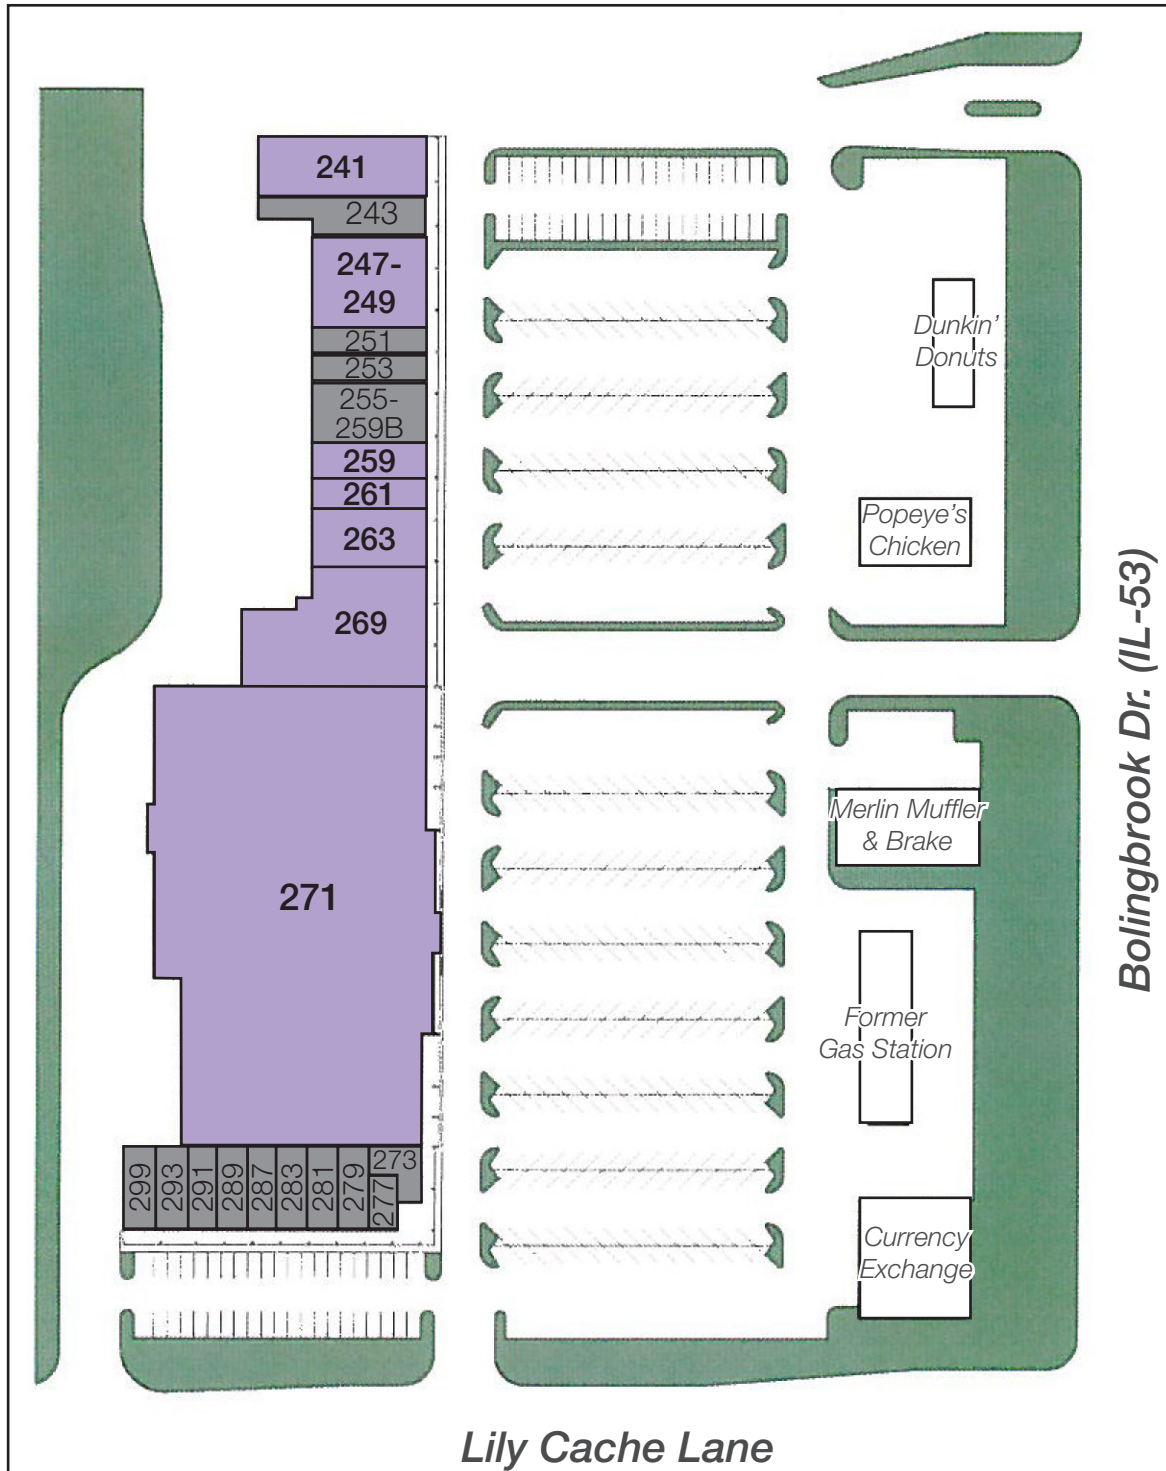 241
243
247-
249
251
253
255-
259B
259
261
263
269
271
273
277
279
281
283
287
289
291
293
299
Dunkin'
Donuts
Popeye's
Chicken
Merlin Muffler
& Brake
Former
Gas Station
Currency
Exchange
Bolingbrook Dr. (IL-53)
Lily Cache Lane